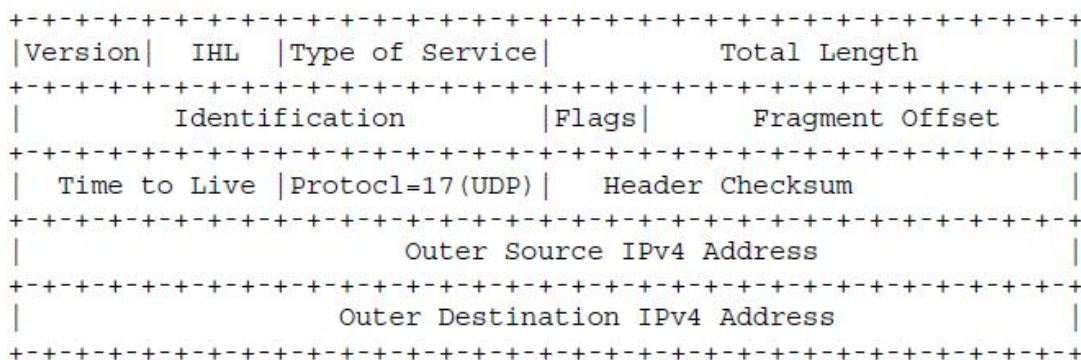 +-+-+-+-+-+-+-+-+-+-+-+-+-+-+-+-+-+-+-+-+-+-+-+-+-+-+-+-+-+-+-+-+
|Version|  IHL  |Type of Service|          Total Length         |
+-+-+-+-+-+-+-+-+-+-+-+-+-+-+-+-+-+-+-+-+-+-+-+-+-+-+-+-+-+-+-+-+
|         Identification        |Flags|      Fragment Offset    |
+-+-+-+-+-+-+-+-+-+-+-+-+-+-+-+-+-+-+-+-+-+-+-+-+-+-+-+-+-+-+-+-+
|  Time to Live |Protocl=17(UDP)|   Header Checksum             |
+-+-+-+-+-+-+-+-+-+-+-+-+-+-+-+-+-+-+-+-+-+-+-+-+-+-+-+-+-+-+-+-+
|                       Outer Source IPv4 Address               |
+-+-+-+-+-+-+-+-+-+-+-+-+-+-+-+-+-+-+-+-+-+-+-+-+-+-+-+-+-+-+-+-+
|                   Outer Destination IPv4 Address              |
+-+-+-+-+-+-+-+-+-+-+-+-+-+-+-+-+-+-+-+-+-+-+-+-+-+-+-+-+-+-+-+-+